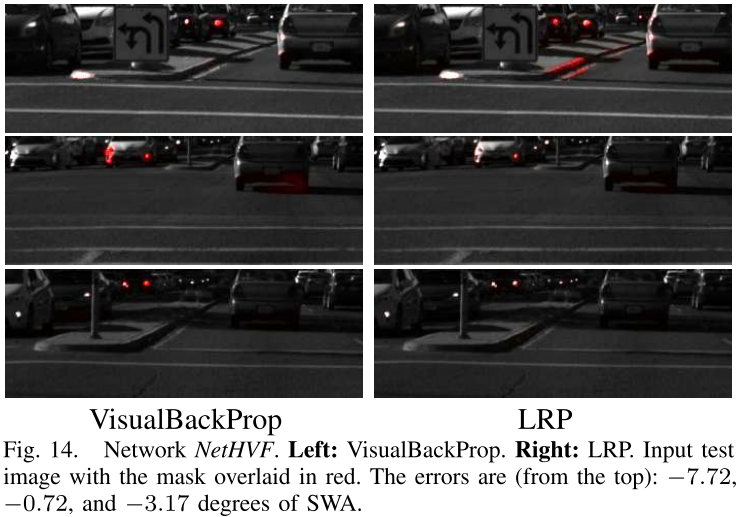 VisualBackProp LRP
Fig. 14. Network NetHVF. Left: VisualBackProp. Right: LRP. Input test
image with the mask overlaid in red. The errors are (from the top): −7.72,
−0.72, and −3.17 degrees of SWA.